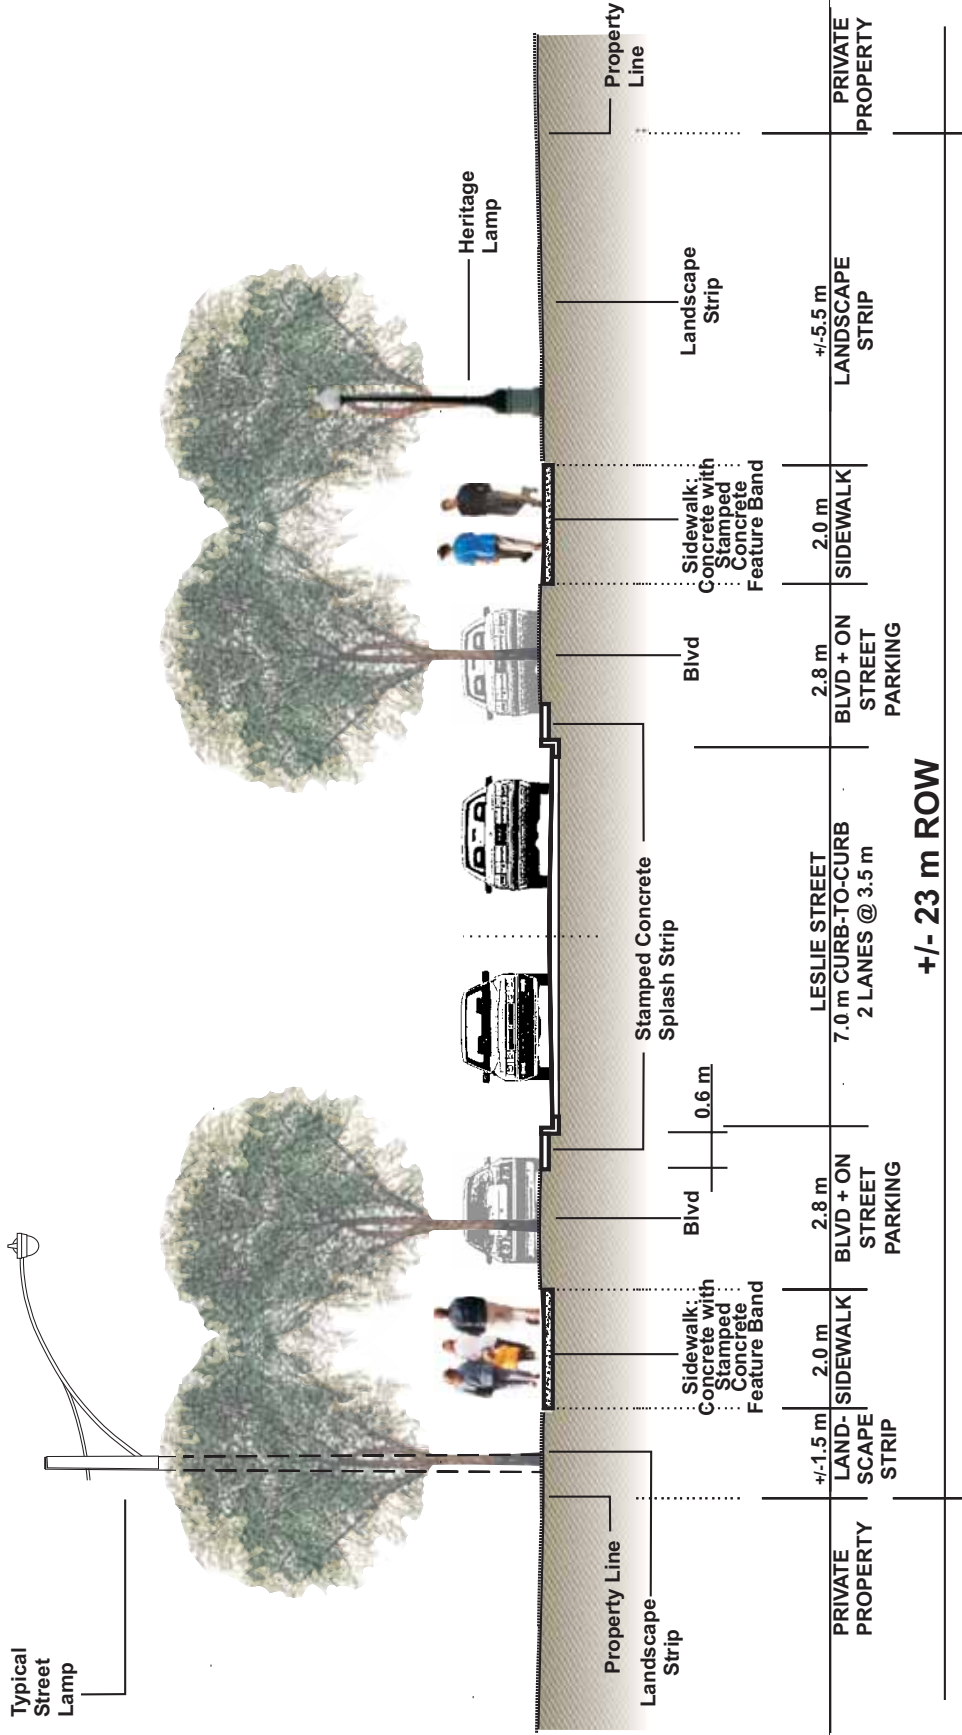 Typical
Street
Lamp
Heritage
Lamp
Property Line
Landscape
Strip
Sidewalk:
Concrete with
Stamped
Concrete
Feature Band
Blvd
0.6 m
Stamped Concrete
Splash Strip
Blvd
Sidewalk:
Concrete with
Stamped
Concrete
Feature Band
Landscape
Strip
Property
Line
PRIVATE
PROPERTY
+/-1.5 m
LAND-
SCAPE
STRIP
2.0 m
SIDEWALK
2.8 m
BLVD + ON
STREET
PARKING
LESLIE STREET
7.0 m CURB-TO-CURB
2 LANES @ 3.5 m
2.8 m
BLVD + ON
STREET
PARKING
2.0 m
SIDEWALK
+/-5.5 m
LANDSCAPE
STRIP
PRIVATE
PROPERTY
+/- 23 m ROW